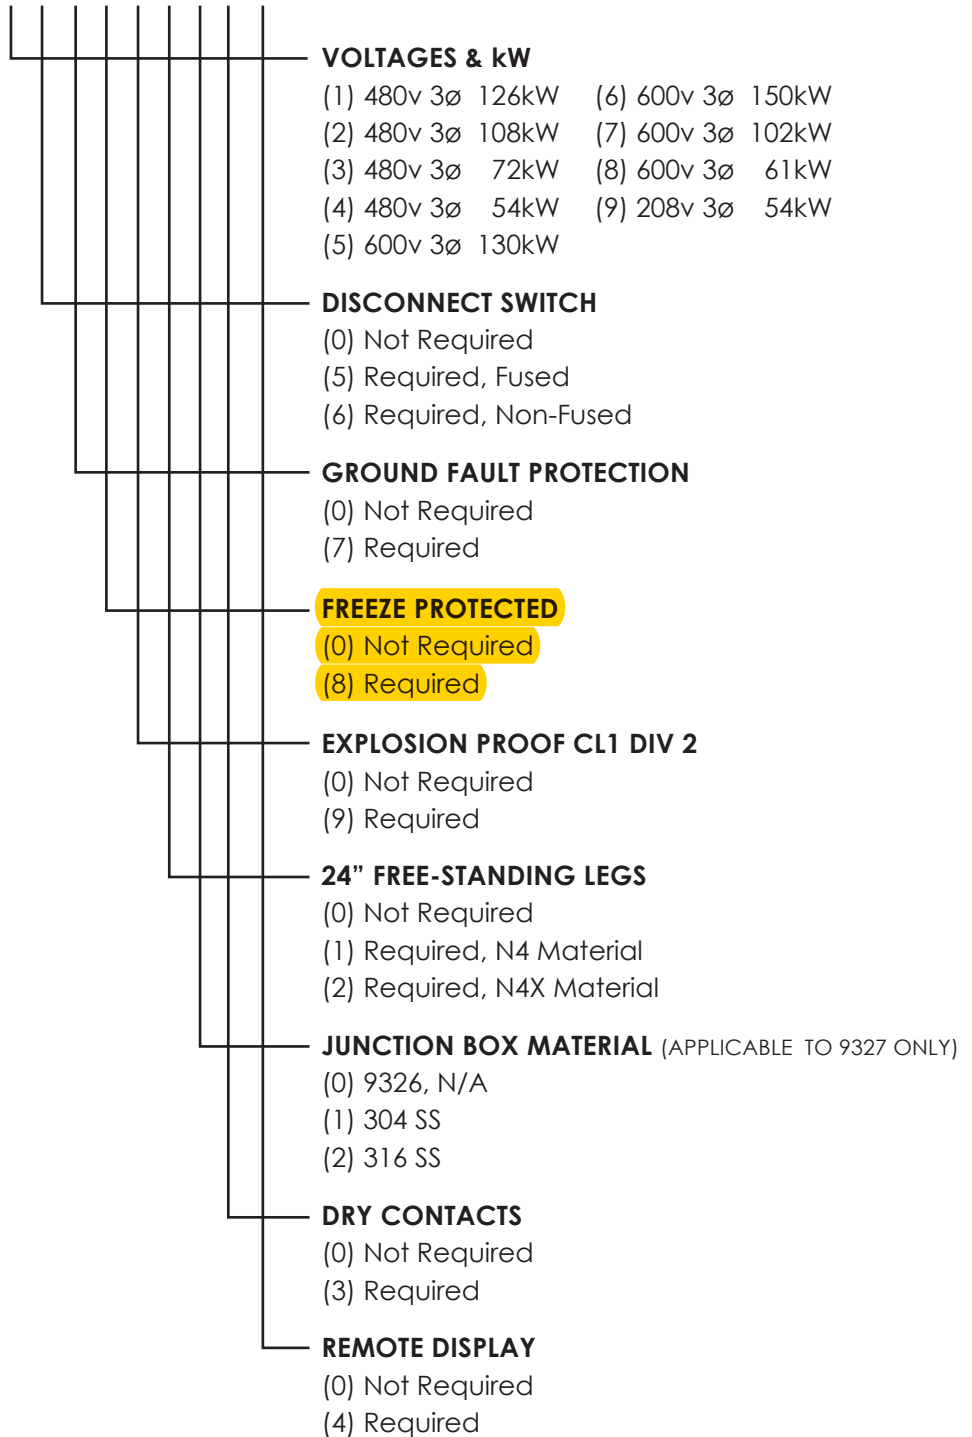 VOLTAGES & kW
(1) 480v 3ø 126kW (6) 600v 3ø 150kW
(2) 480v 3ø 108kW (7) 600v 3ø 102kW
(3) 480v 3ø 72kW (8) 600v 3ø 61kW
(4) 480v 3ø 54kW (9) 208v 3ø 54kW
(5) 600v 3ø 130kW
DISCONNECT SWITCH
(0) Not Required
(5) Required, Fused
(6) Required, Non-Fused
GROUND FAULT PROTECTION
(0) Not Required
(7) Required
FREEZE PROTECTED
(0) Not Required
(8) Required
EXPLOSION PROOF CL1 DIV 2
(0) Not Required
(9) Required
24” FREE-STANDING LEGS
(0) Not Required
(1) Required, N4 Material
(2) Required, N4X Material
JUNCTION BOX MATERIAL (APPLICABLE TO 9327 ONLY)
(0) 9326, N/A
(1) 304 SS
(2) 316 SS
DRY CONTACTS
(0) Not Required
(3) Required
REMOTE DISPLAY
(0) Not Required
(4) Required